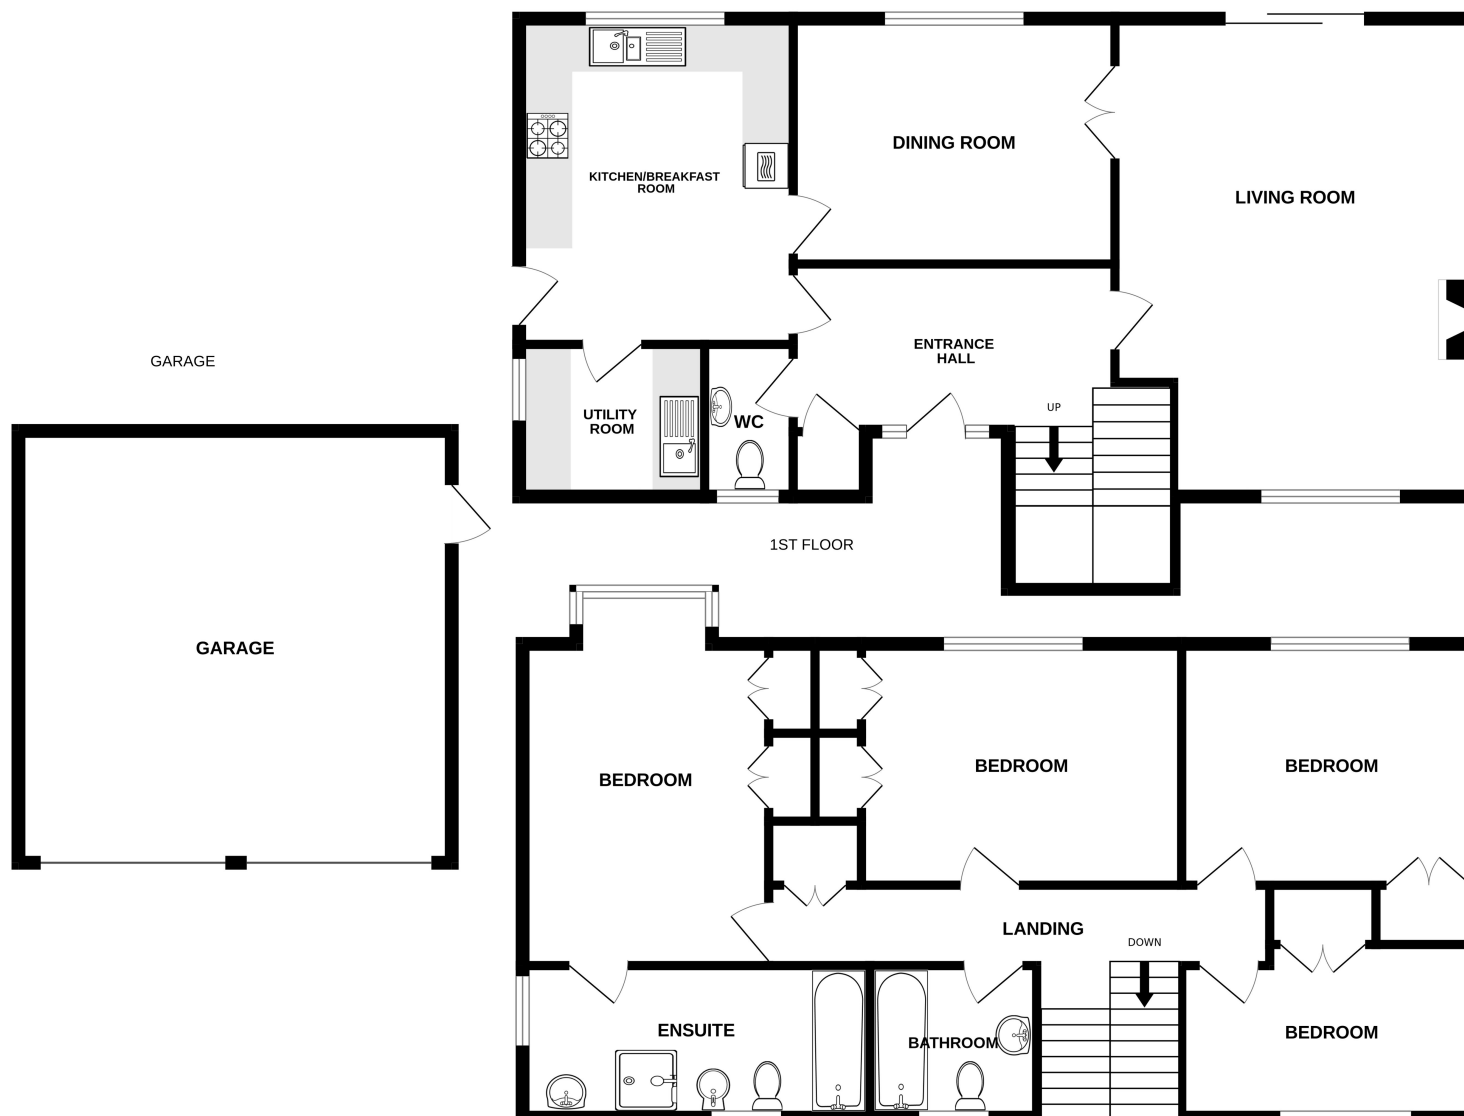 KITCHEN/BREAKFAST
ROOM
DINING ROOM
LIVING ROOM
ENTRANCE
HALL
UP
UTILITY
ROOM
WC
GARAGE
GARAGE
1ST FLOOR
BEDROOM
BEDROOM
BEDROOM
LANDING
DOWN
ENSUITE
BATHROOM
BEDROOM